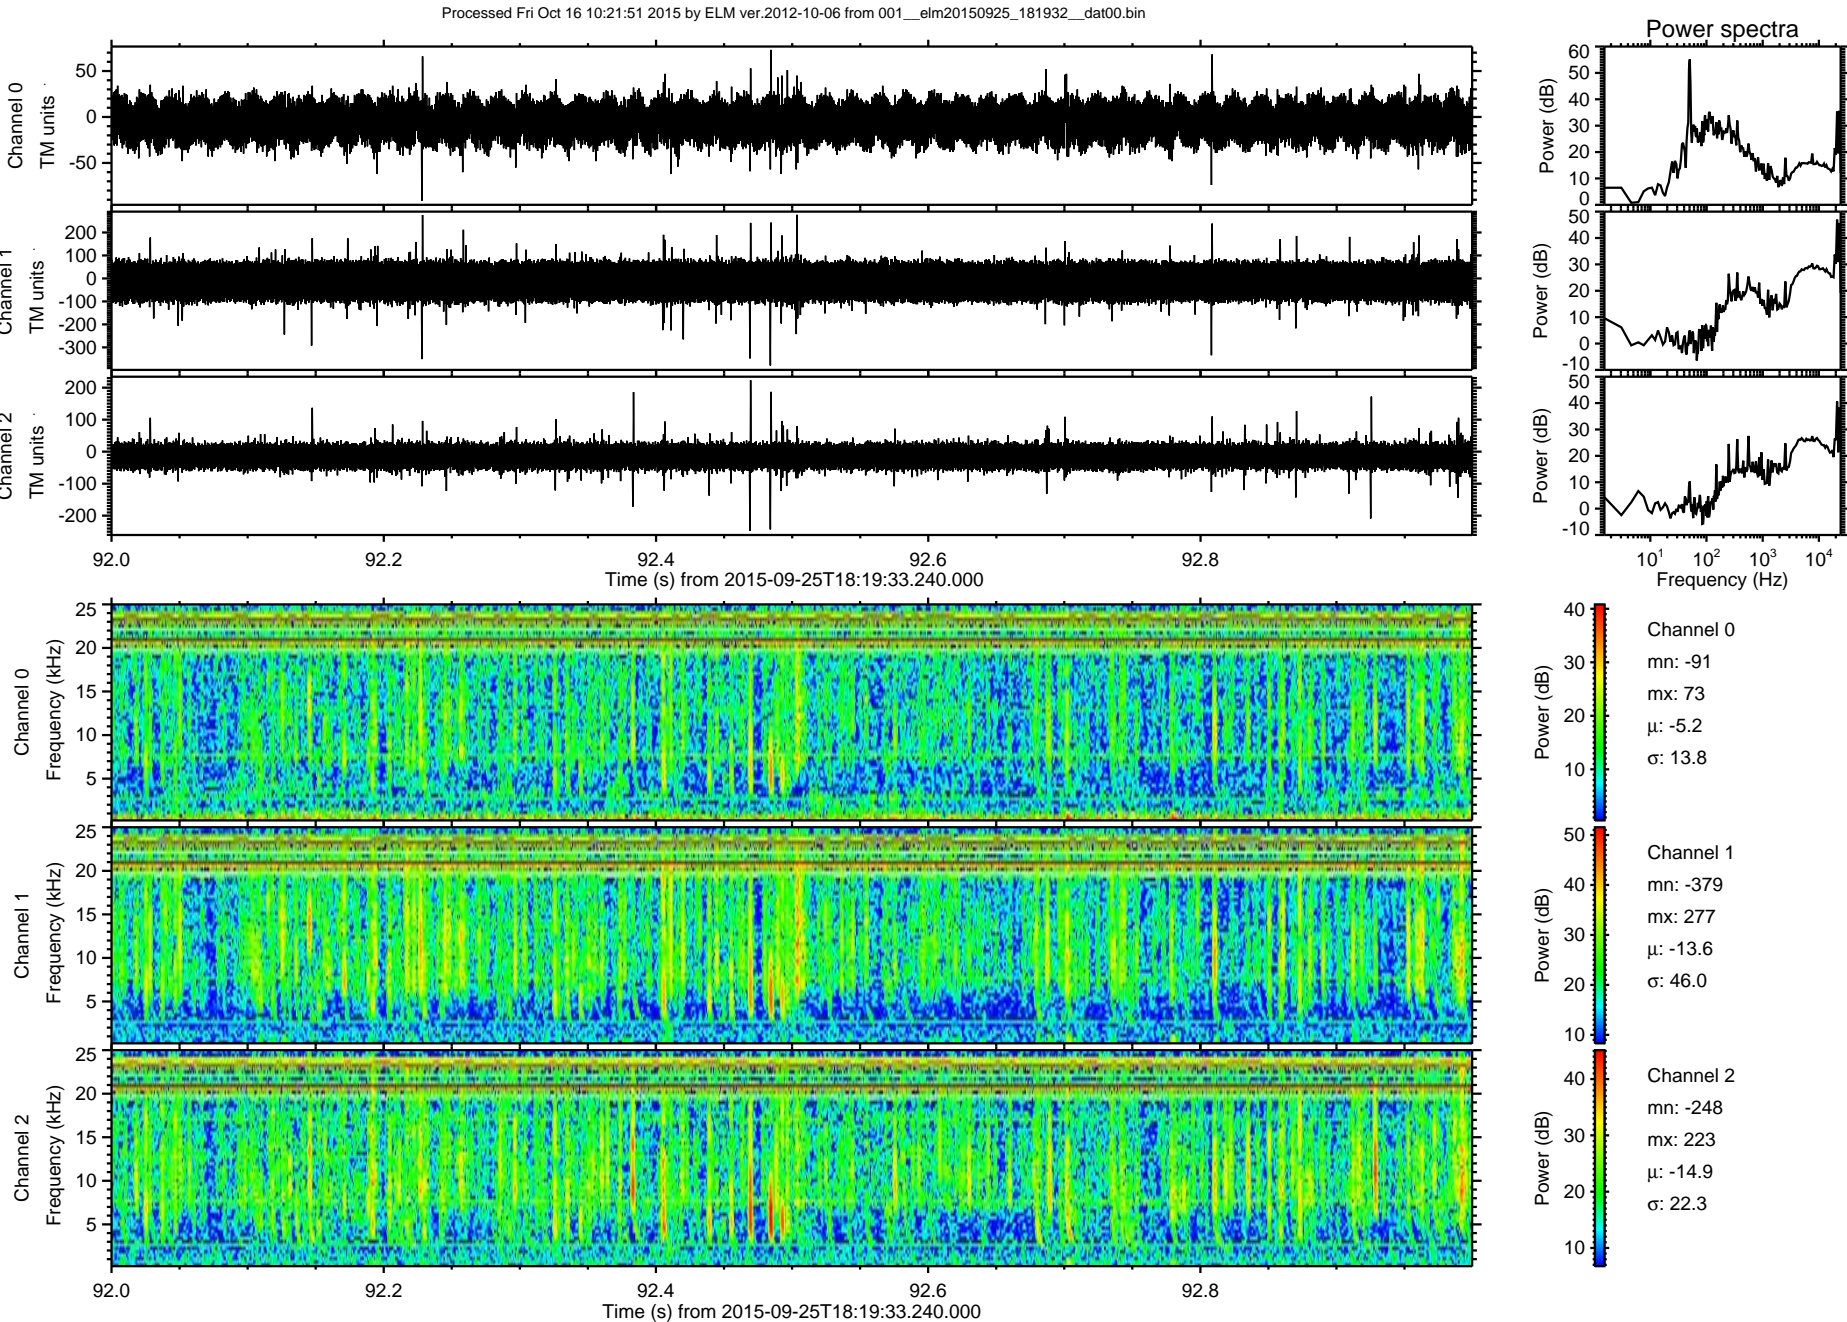 Processed Fri Oct 16 10:21:51 2015 by ELM ver.2012-10-06 from 001__elm20150925_181932__dat00.bin
Power spectra
Channel 0
TM units
50
0
-50
Power (dB)
60
50
40
30
20
10
0
Channel 1
TM units
200
100
0
-100
-200
-300
Power (dB)
50
40
30
20
10
0
-10
Channel 2
TM units
200
100
0
-100
-200
Power (dB)
50
40
30
20
10
0
-10
92.0 92.2 92.4 92.6 92.8
Time (s) from 2015-09-25T18:19:33.240.000
10¹ 10² 10³ 10⁴
Frequency (Hz)
Channel 0
Frequency (kHz)
25
20
15
10
5
Power (dB)
40
30
20
10
Channel 0
mn: -91
mx: 73
μ: -5.2
σ: 13.8
Channel 1
Frequency (kHz)
25
20
15
10
5
Power (dB)
50
40
30
20
10
Channel 1
mn: -379
mx: 277
μ: -13.6
σ: 46.0
Channel 2
Frequency (kHz)
25
20
15
10
5
Power (dB)
40
30
20
10
Channel 2
mn: -248
mx: 223
μ: -14.9
σ: 22.3
92.0 92.2 92.4 92.6 92.8
Time (s) from 2015-09-25T18:19:33.240.000